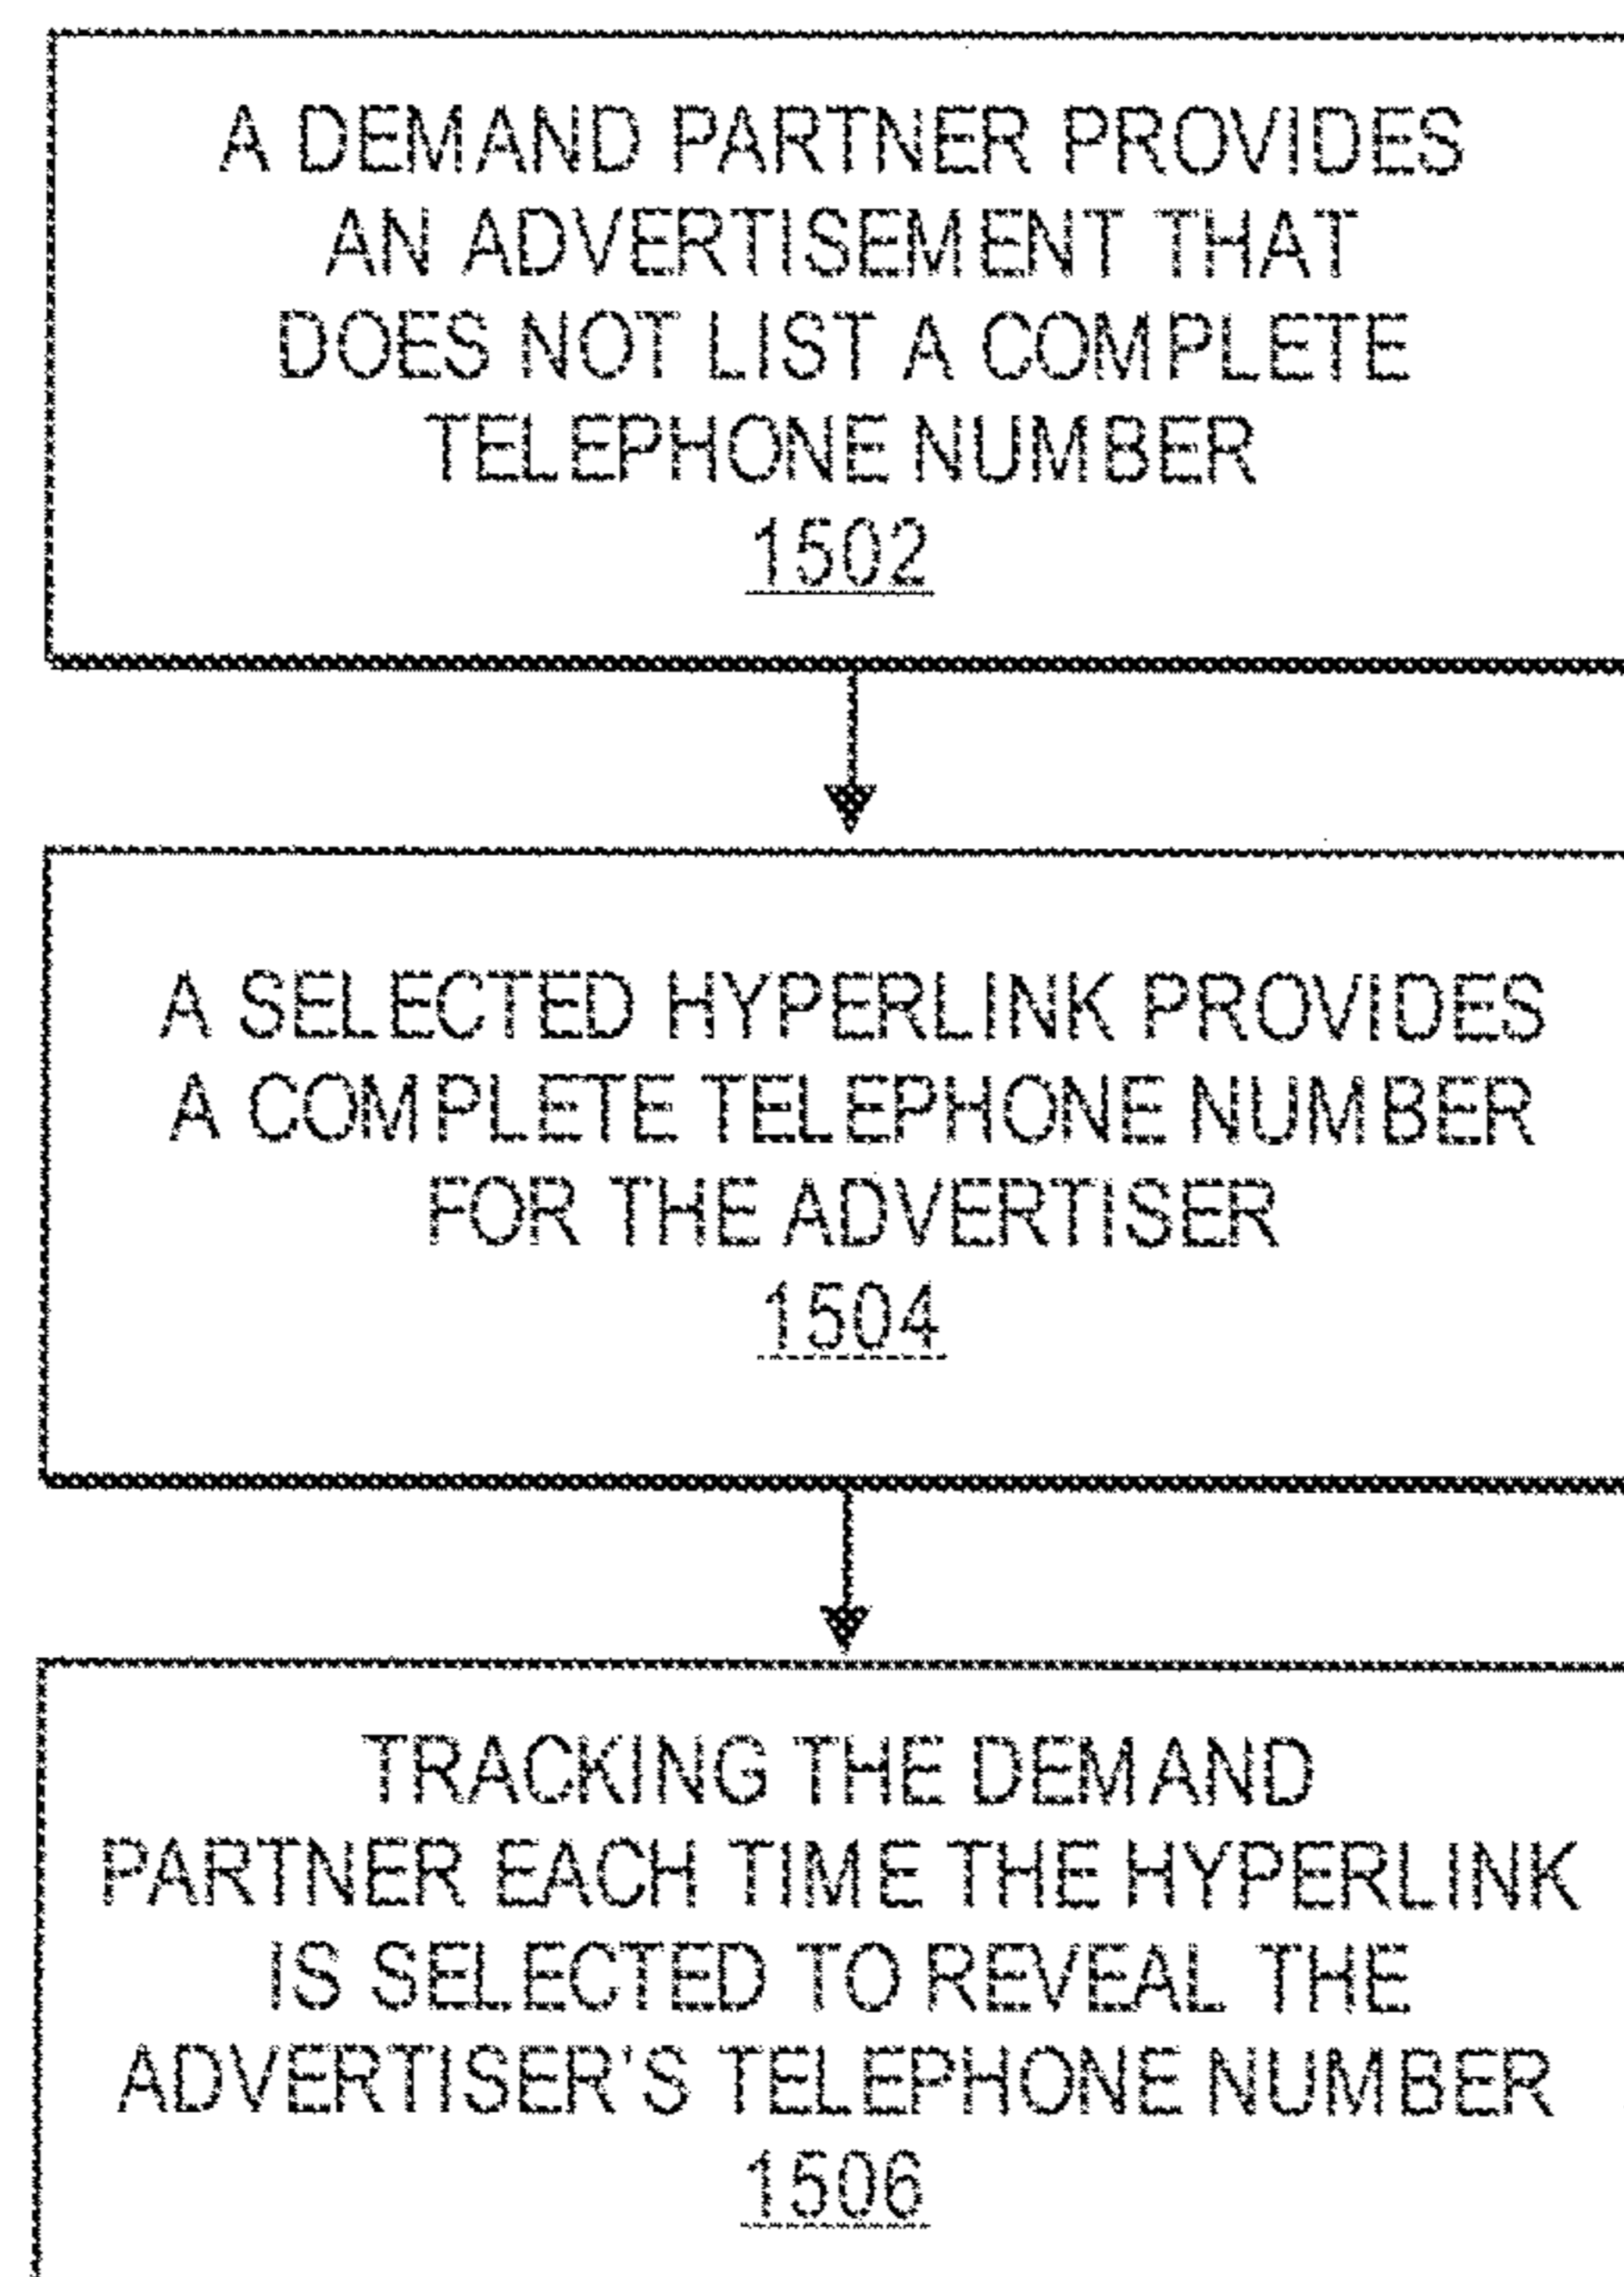 A DEMAND PARTNER PROVIDES
AN ADVERTISEMENT THAT
DOES NOT LIST A COMPLETE
TELEPHONE NUMBER
1502
A SELECTED HYPERLINK PROVIDES
A COMPLETE TELEPHONE NUMBER
FOR THE ADVERTISER
1504
TRACKING THE DEMAND
PARTNER EACH TIME THE HYPERLINK
IS SELECTED TO REVEAL THE
ADVERTISER'S TELEPHONE NUMBER
1506